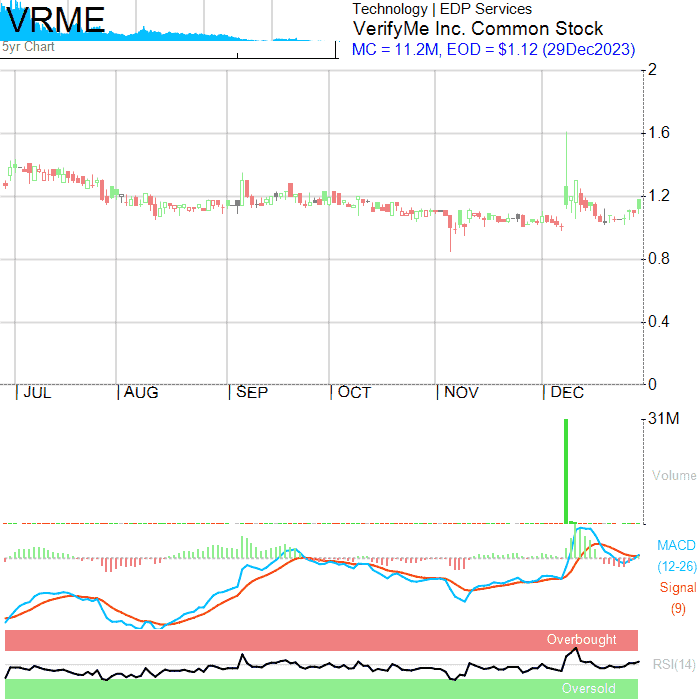 VRME
5yr Chart
Technology | EDP Services
VerifyMe Inc. Common Stock
MC = 11.2M, EOD = $1.12 (29Dec2023)
2
1.6
1.2
0.8
0.4
0
JUL AUG SEP OCT NOV DEC
31M
Volume
MACD
(12-26)
Signal
(9)
Overbought
RSI(14)
Oversold